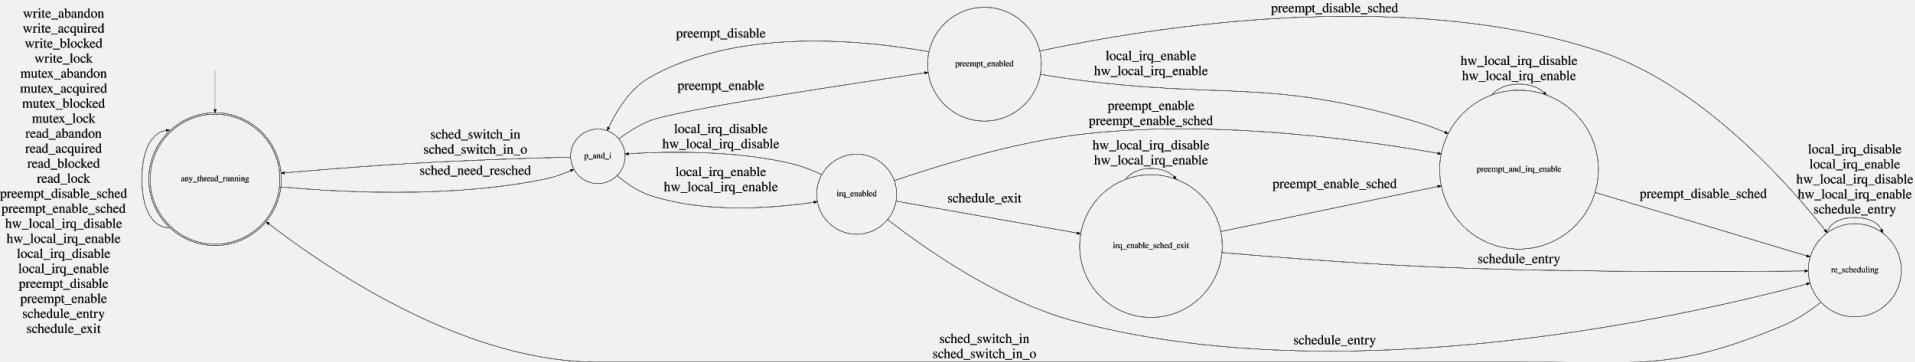 write_abandon
write_acquired
write_blocked
write_lock
mutex_abandon
mutex_acquired
mutex_blocked
mutex_lock
read_abandon
read_acquired
read_blocked
read_lock
preempt_disable_sched
preempt_enable_sched
hw_local_irq_disable
hw_local_irq_enable
local_irq_disable
local_irq_enable
preempt_disable
preempt_enable
schedule_entry
schedule_exit
any_thread_running
sched_switch_in
sched_switch_in_o
sched_need_resched
p_and_i
preempt_disable
preempt_enable
local_irq_disable
hw_local_irq_disable
local_irq_enable
hw_local_irq_enable
preempt_enabled
irq_enabled
preempt_disable_sched
local_irq_enable
hw_local_irq_enable
preempt_enable
preempt_enable_sched
hw_local_irq_disable
hw_local_irq_enable
schedule_exit
irq_enable_sched_exit
preempt_enable_sched
hw_local_irq_disable
hw_local_irq_enable
preempt_and_irq_enable
preempt_disable_sched
schedule_entry
schedule_entry
local_irq_disable
local_irq_enable
hw_local_irq_disable
hw_local_irq_enable
schedule_entry
re_scheduling
sched_switch_in
sched_switch_in_o